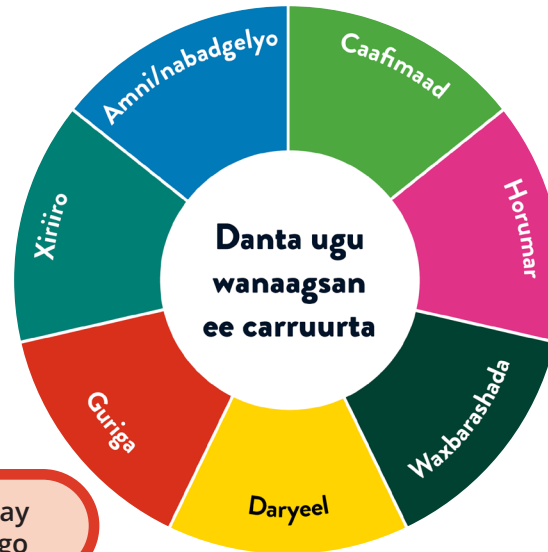 Amni/nabadgelyo
Caafimaad
Horumar
Waxbarashada
Daryeel
Guriga
Xiriiro
Danta ugu
wanaagsan
ee carruurta
ay
go